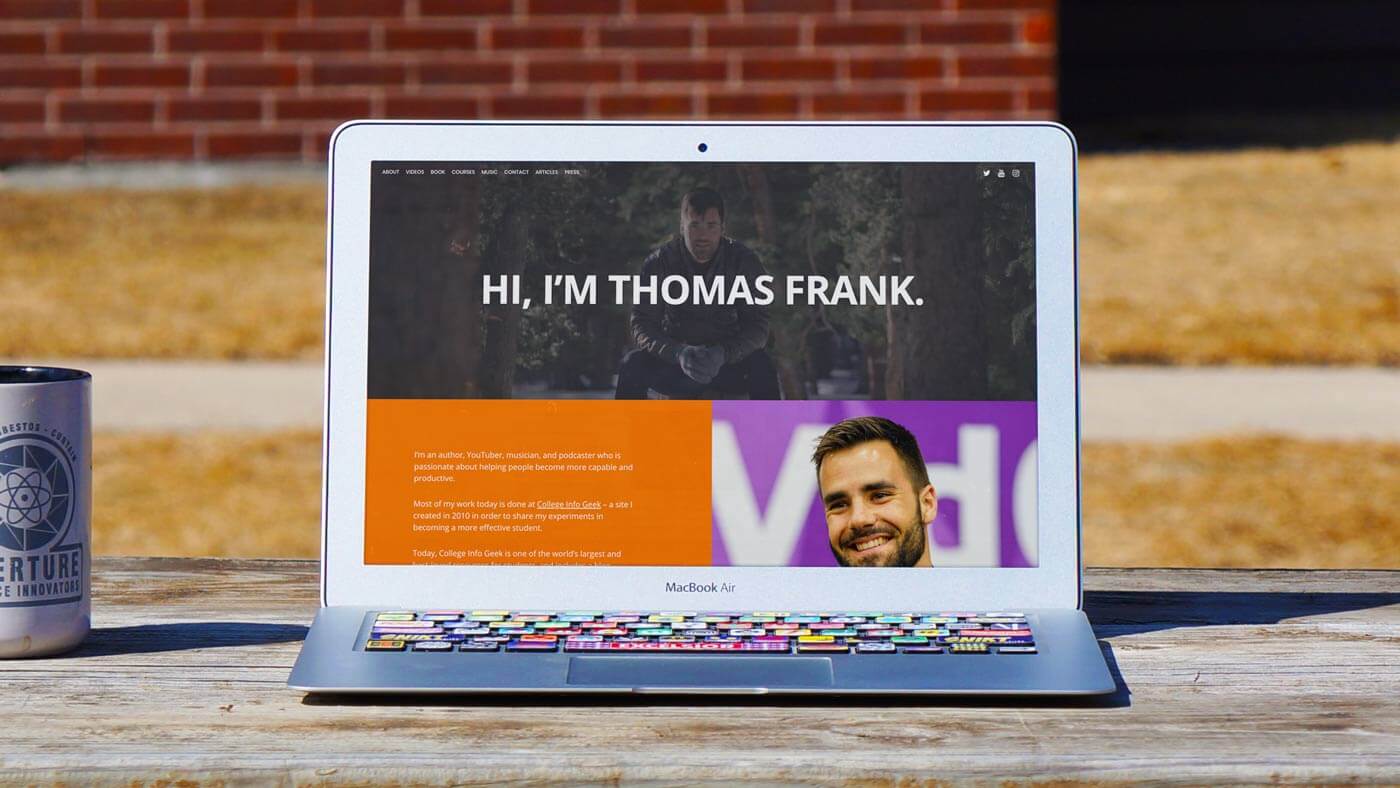 ABOUT VIDEOS BOOK COURSES MUSIC CONTACT ARTICLES PRESS
HI, I'M THOMAS FRANK.
I'm an author, YouTuber, musician, and podcaster who is
passionate about helping people become more capable and
productive.
Most of my work today is done at College Info Geek – a site I
created in 2010 in order to share my experiments in
becoming a more effective student.
Today, College Info Geek is one of the world's largest and
MacBook Air
EXCELSIOR